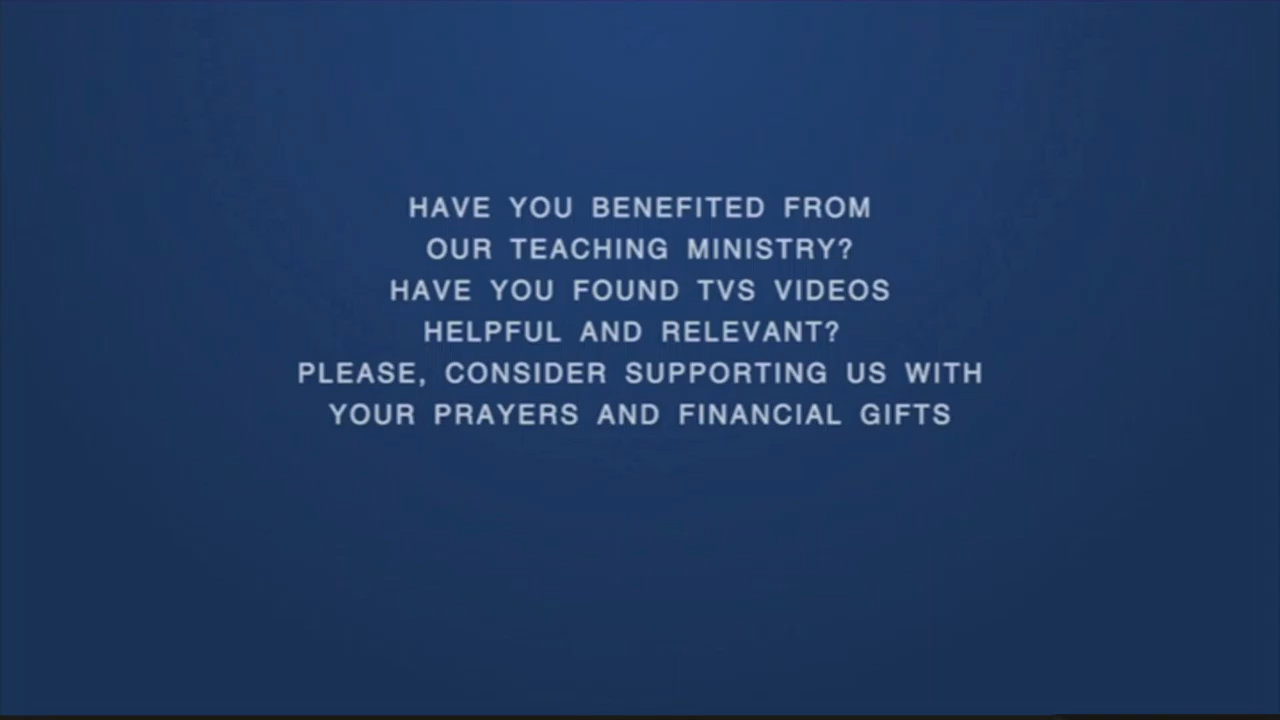 HAVE YOU BENEFITED FROM
OUR TEACHING MINISTRY?
HAVE YOU FOUND TVS VIDEOS
HELPFUL AND RELEVANT?
PLEASE, CONSIDER SUPPORTING US WITH
YOUR PRAYERS AND FINANCIAL GIFTS